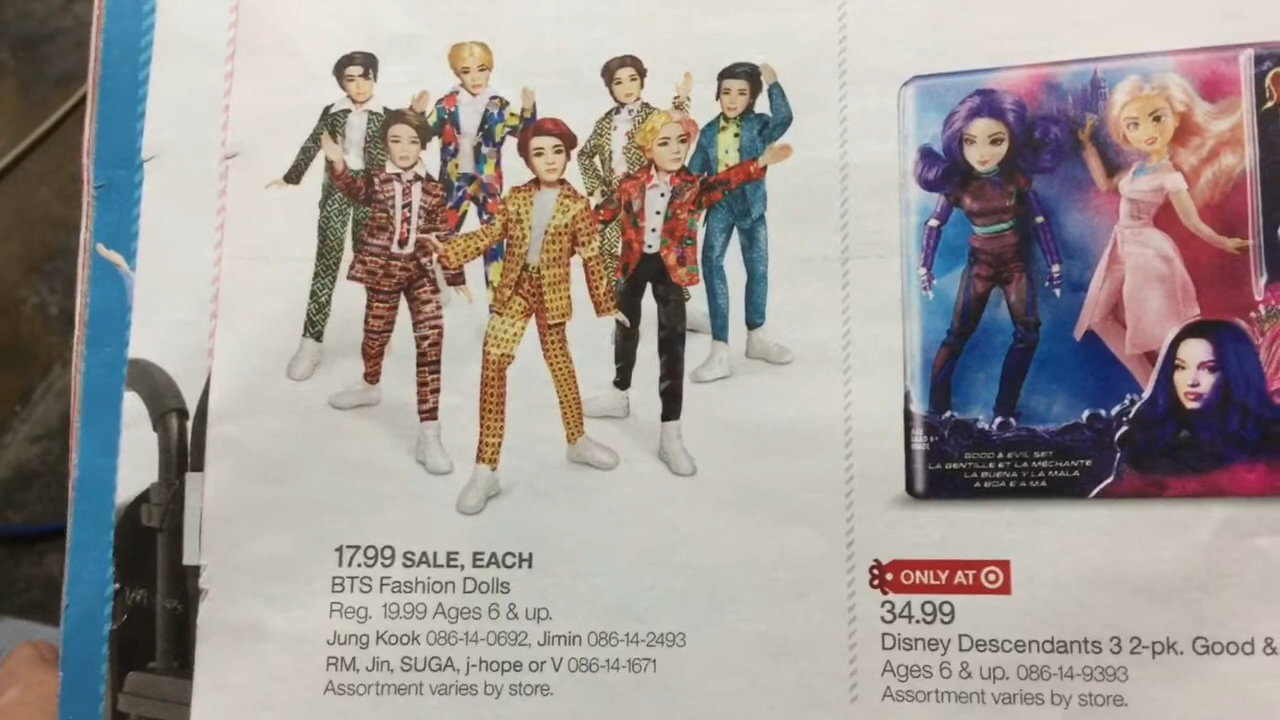 17.99 SALE, EACH
BTS Fashion Dolls
Reg. 19.99 Ages 6 & up.
Jung Kook 086-14-0692, Jimin 086-14-2493
RM, Jin, SUGA, j-hope or V 086-14-1671
Assortment varies by store.
GOOD & EVIL SET
LA GENTILLE ET LA MÉCHANTE
LA BUENA Y LA MALA
A BOA E A MÁ
ONLY AT
34.99
Disney Descendants 3 2-pk. Good &
Ages 6 & up. 086-14-9393
Assortment varies by store.